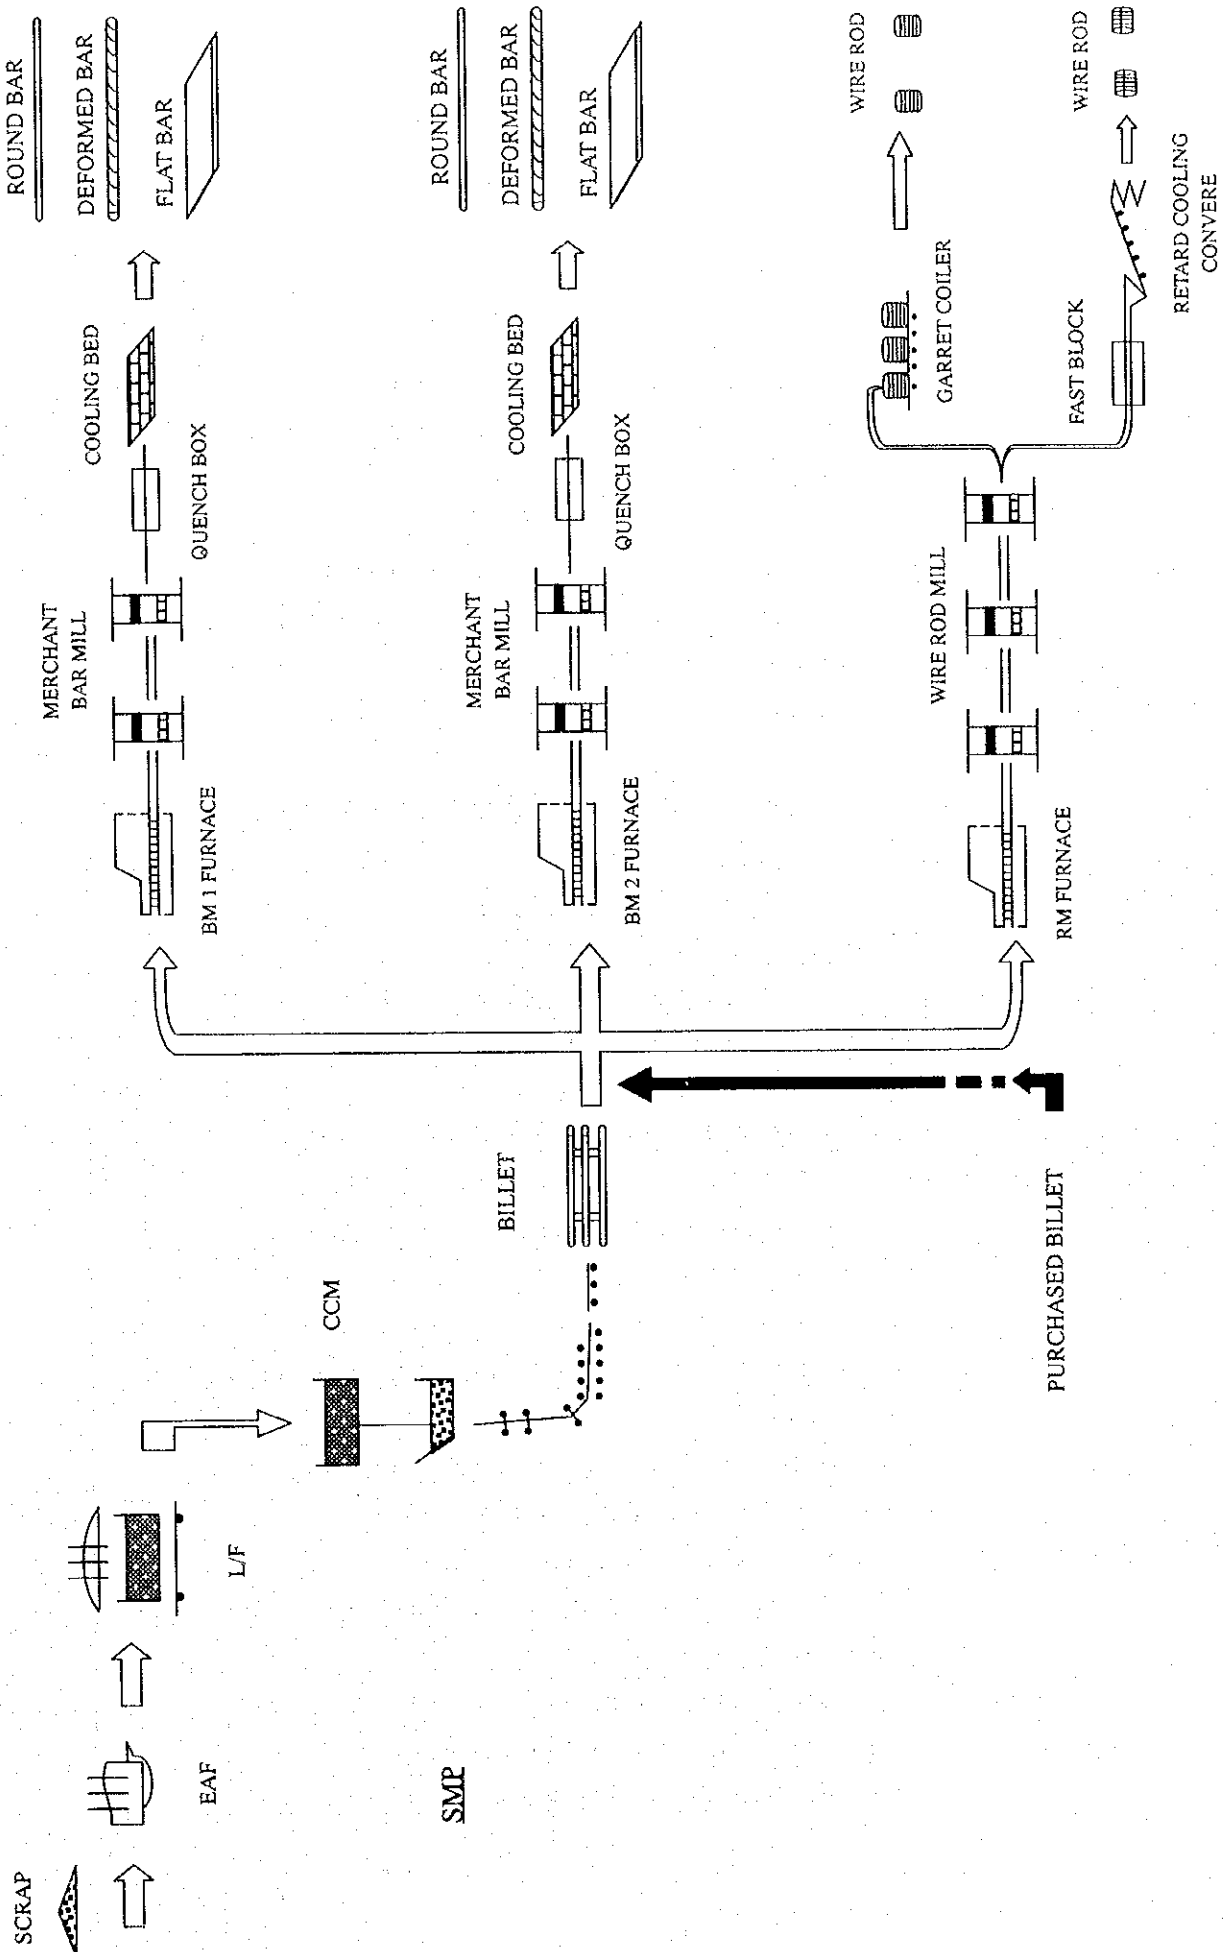 SCRAP
EAF
L/F
CCM
SMP
BILLET
PURCHASED BILLET
BM 1 FURNACE
MERCHANT
BAR MILL
QUENCH BOX
COOLING BED
ROUND BAR
DEFORMED BAR
FLAT BAR
BM 2 FURNACE
MERCHANT
BAR MILL
QUENCH BOX
COOLING BED
ROUND BAR
DEFORMED BAR
FLAT BAR
RM FURNACE
WIRE ROD MILL
GARRET COILER
WIRE ROD
FAST BLOCK
RETARD COOLING
CONVERE
WIRE ROD